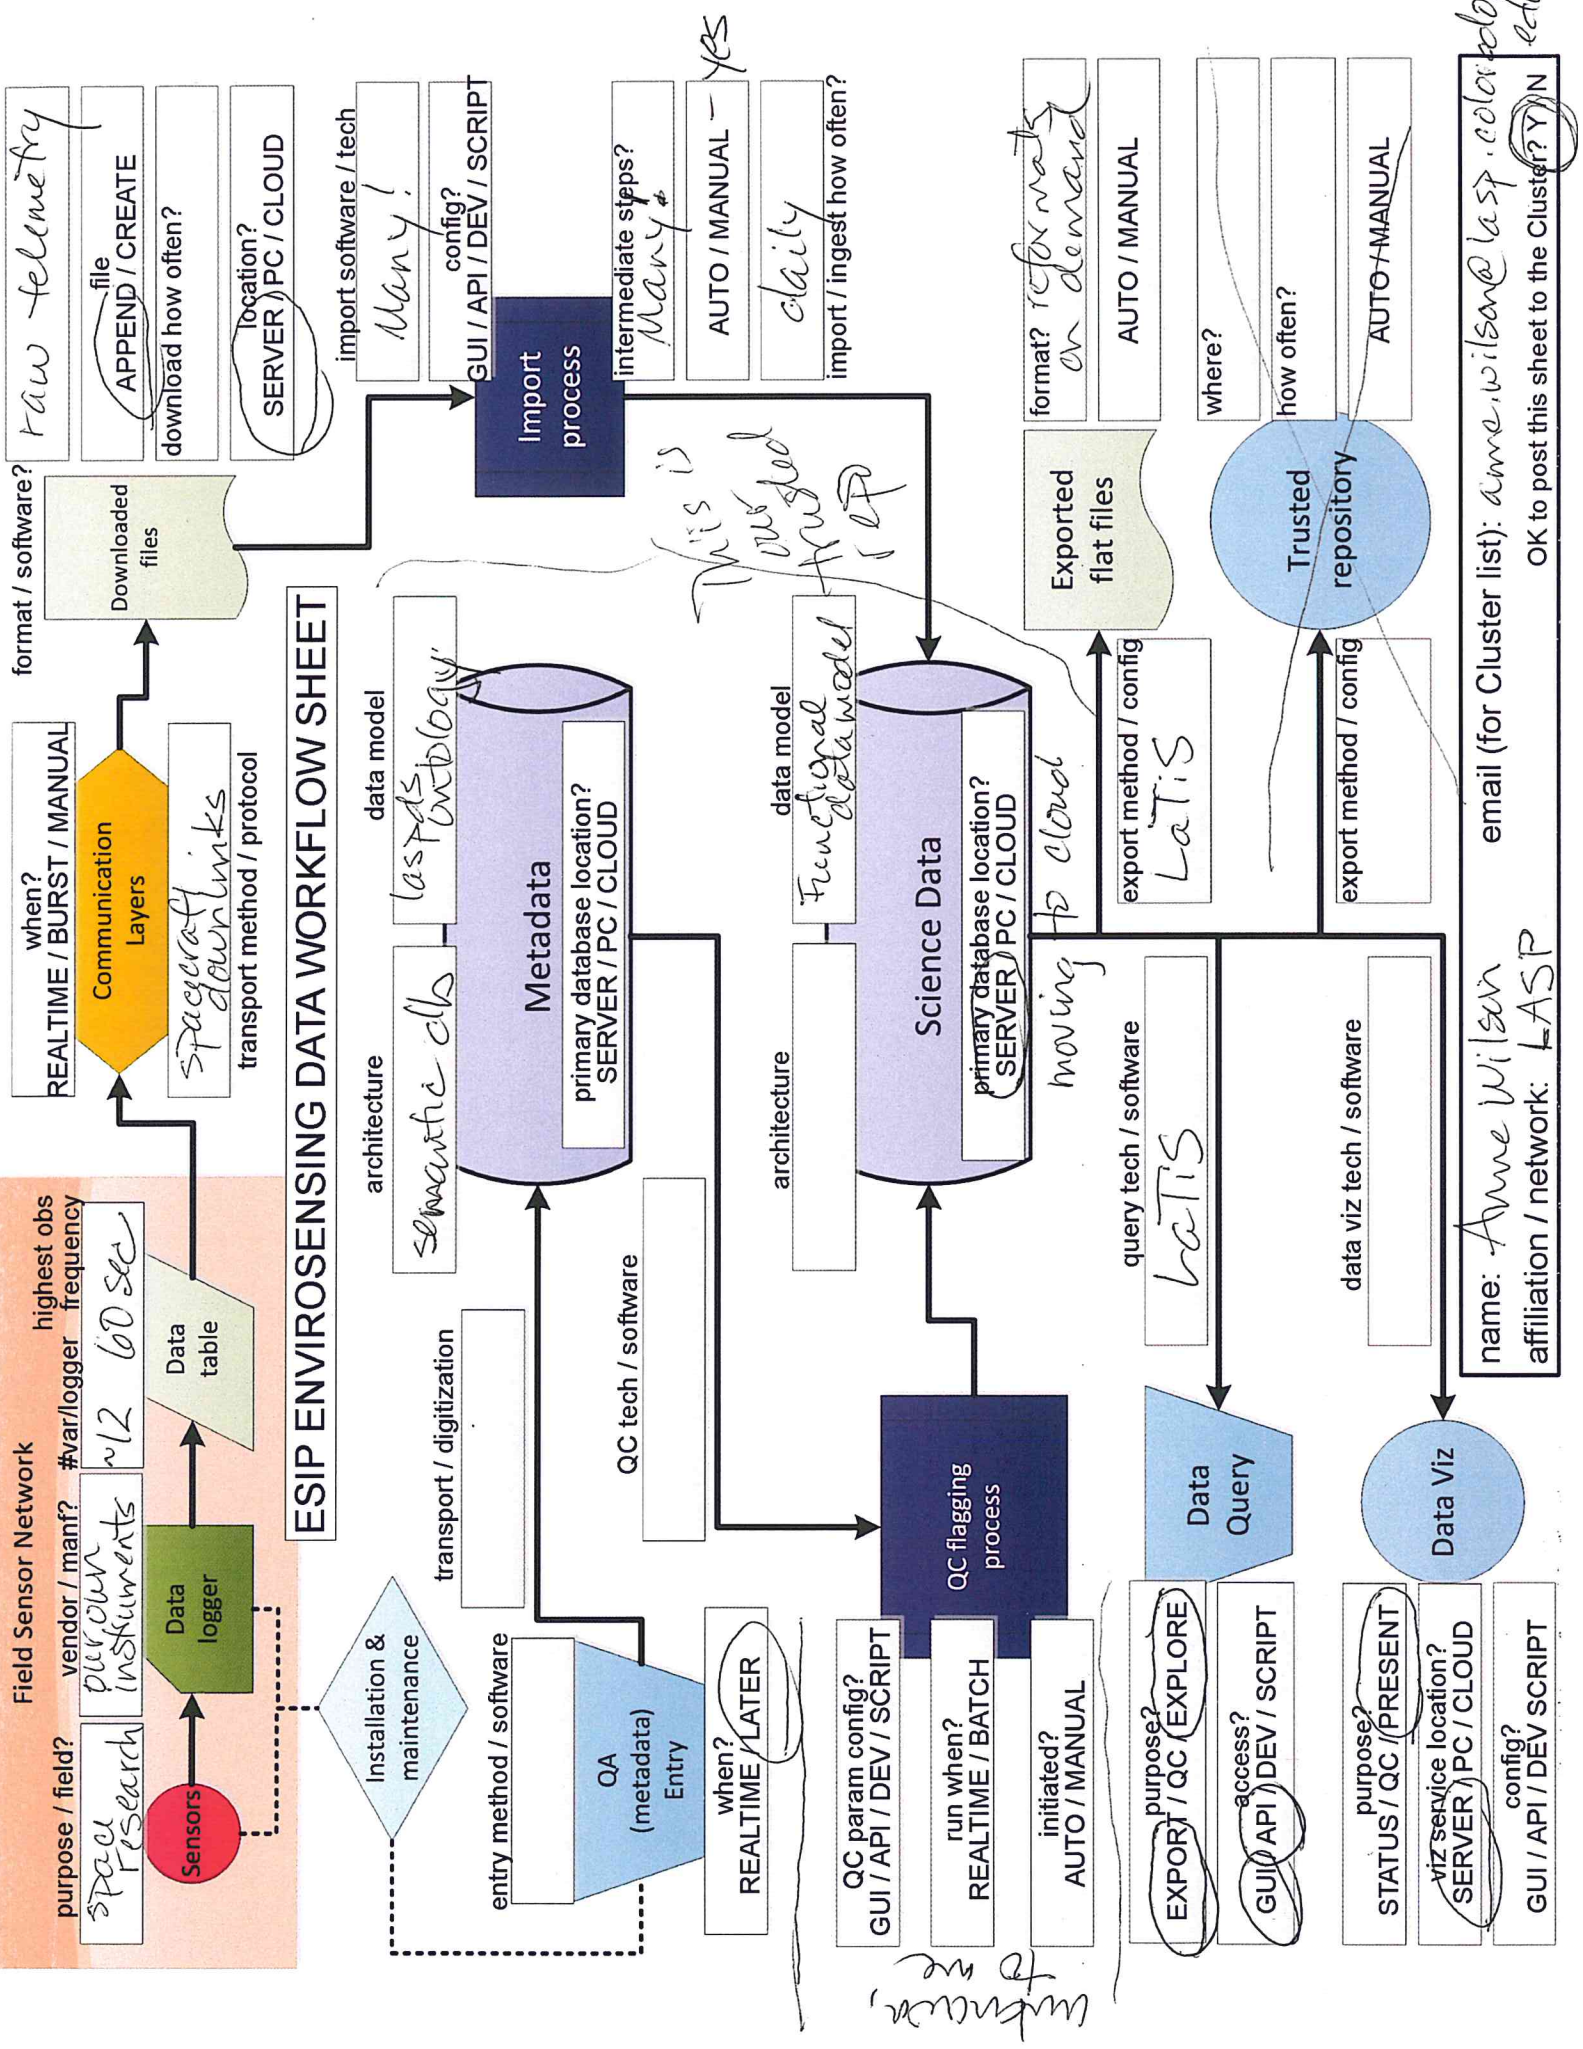 Field Sensor Network
purpose / field?
space
research
vendor / manf?
our own
instruments
#var/logger
highest obs
frequency
~12 60 sec
Sensors
Data
logger
Data
table
when?
REALTIME / BURST / MANUAL
Communication
Layers
spacecraft
downlinks
transport method / protocol
format / software?
raw telemetry
file
APPEND / CREATE
download how often?
location?
SERVER / PC / CLOUD
Downloaded
files
ESIP ENVIROSENSING DATA WORKFLOW SHEET
Installation &
maintenance
import software / tech
Many!
config?
GUI / API / DEV / SCRIPT
Import
process
intermediate steps?
Many!
AUTO / MANUAL - yes
daily
import / ingest how often?
architecture
semantic db
data model
laspds
ontology
Metadata
primary database location?
SERVER / PC / CLOUD
transport / digitization
entry method / software
QA
(metadata)
Entry
when?
REALTIME / LATER
QC tech / software
This is
our
trusted
repo
architecture
data model
Functional
data model
Science Data
primary database location?
SERVER / PC / CLOUD
moving to cloud
QC param config?
GUI / API / DEV / SCRIPT
run when?
REALTIME / BATCH
initiated?
AUTO / MANUAL
unknown,
to me
QC flagging
process
format?
reformats
on demand
AUTO / MANUAL
Exported
flat files
export method / config
LaTiS
where?
how often?
AUTO / MANUAL
Trusted
repository
export method / config
query tech / software
LaTiS
purpose?
EXPORT / QC / EXPLORE
access?
GUI / API / DEV / SCRIPT
Data
Query
data viz tech / software
purpose?
STATUS / QC / PRESENT
viz service location?
SERVER / PC / CLOUD
config?
GUI / API / DEV SCRIPT
Data Viz
name: Anne Wilson
email (for Cluster list): anne.wilson@lasp.colorado
affiliation / network: LASP
OK to post this sheet to the Cluster? Y / N